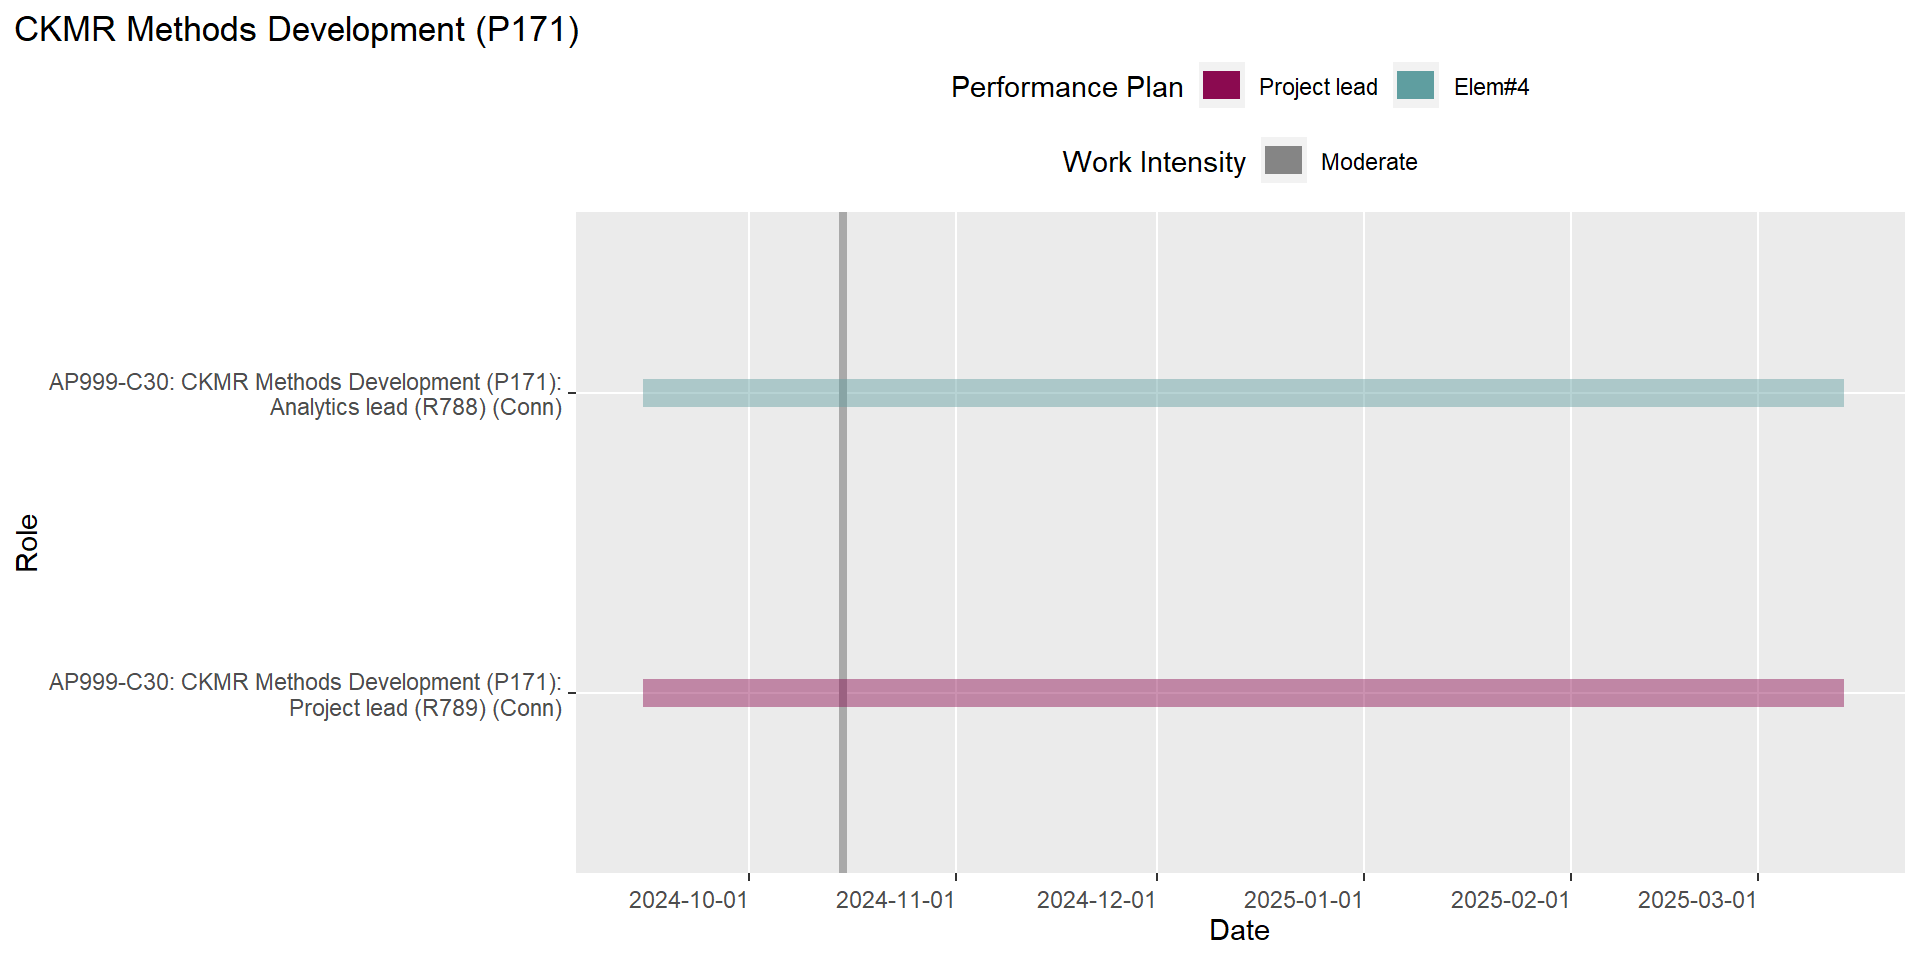 CKMR Methods Development (P171)
Performance Plan Project lead Elem#4
Work Intensity Moderate
AP999-C30: CKMR Methods Development (P171):
Analytics lead (R788) (Conn)
Role
AP999-C30: CKMR Methods Development (P171):
Project lead (R789) (Conn)
2024-10-01 2024-11-01 2024-12-01 2025-01-01 2025-02-01 2025-03-01
Date